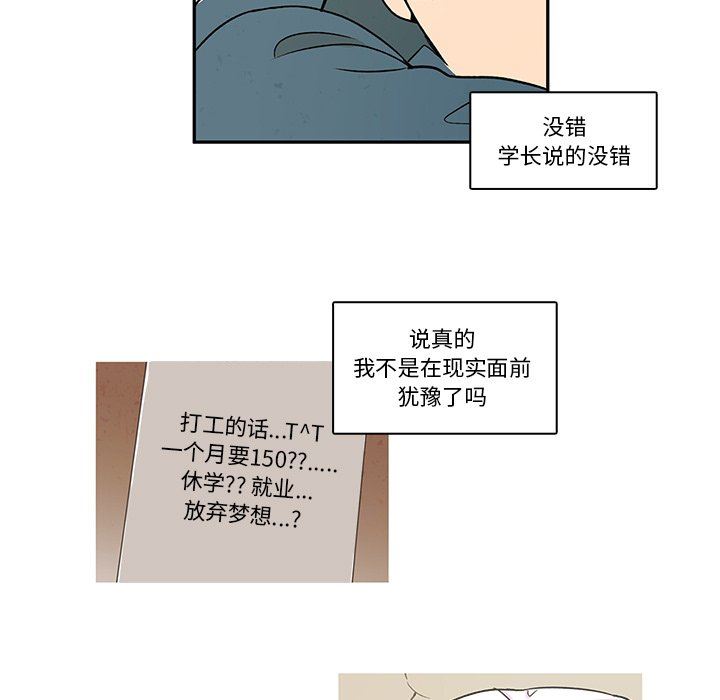 没错
学长说的没错
说真的
我不是在现实面前
犹豫了吗
打工的话...T^T
一个月要150??.....
休学?? 就业...
放弃梦想...?